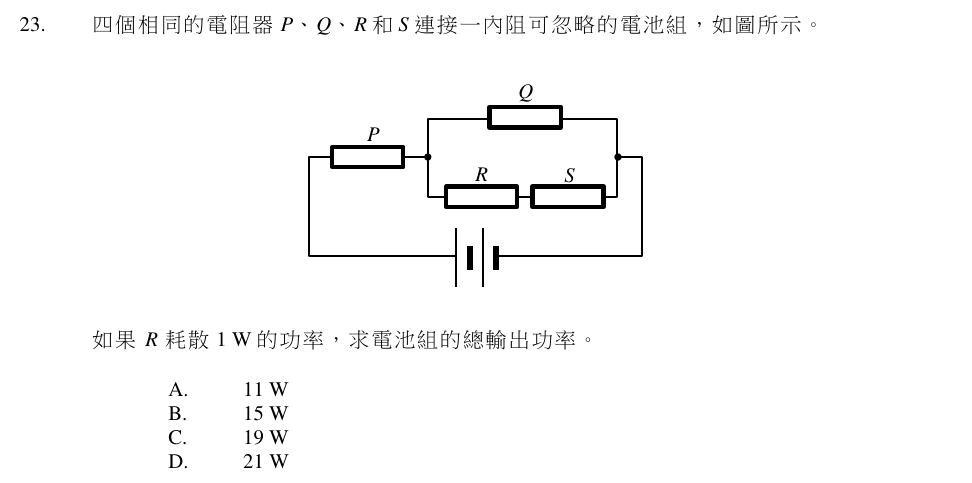 23. 四個相同的電阻器 P、Q、R 和 S 連接一內阻可忽略的電池組，如圖所示。
Q
P
R S
如果 R 耗散 1 W 的功率，求電池組的總輸出功率。
A. 11 W
B. 15 W
C. 19 W
D. 21 W